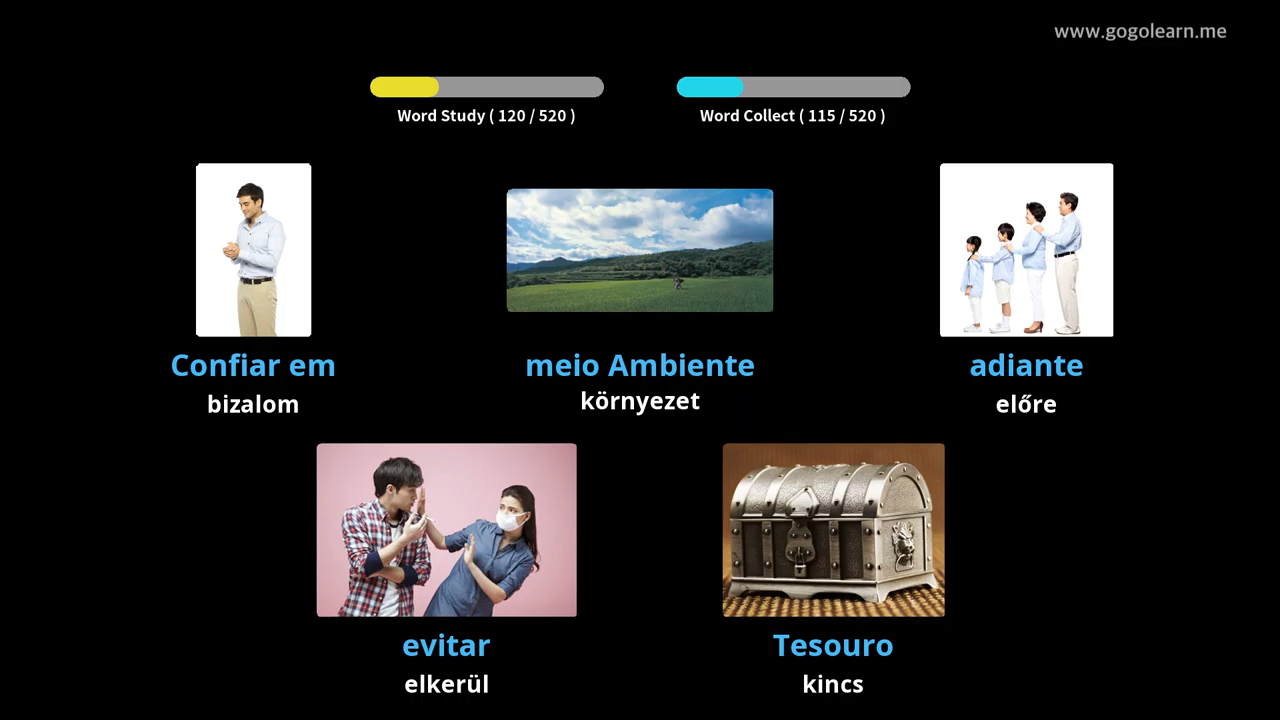 www.gogolearn.me
Word Study ( 120 / 520 )
Word Collect ( 115 / 520 )
Confiar em
bizalom
meio Ambiente
környezet
adiante
előre
evitar
elkerül
Tesouro
kincs